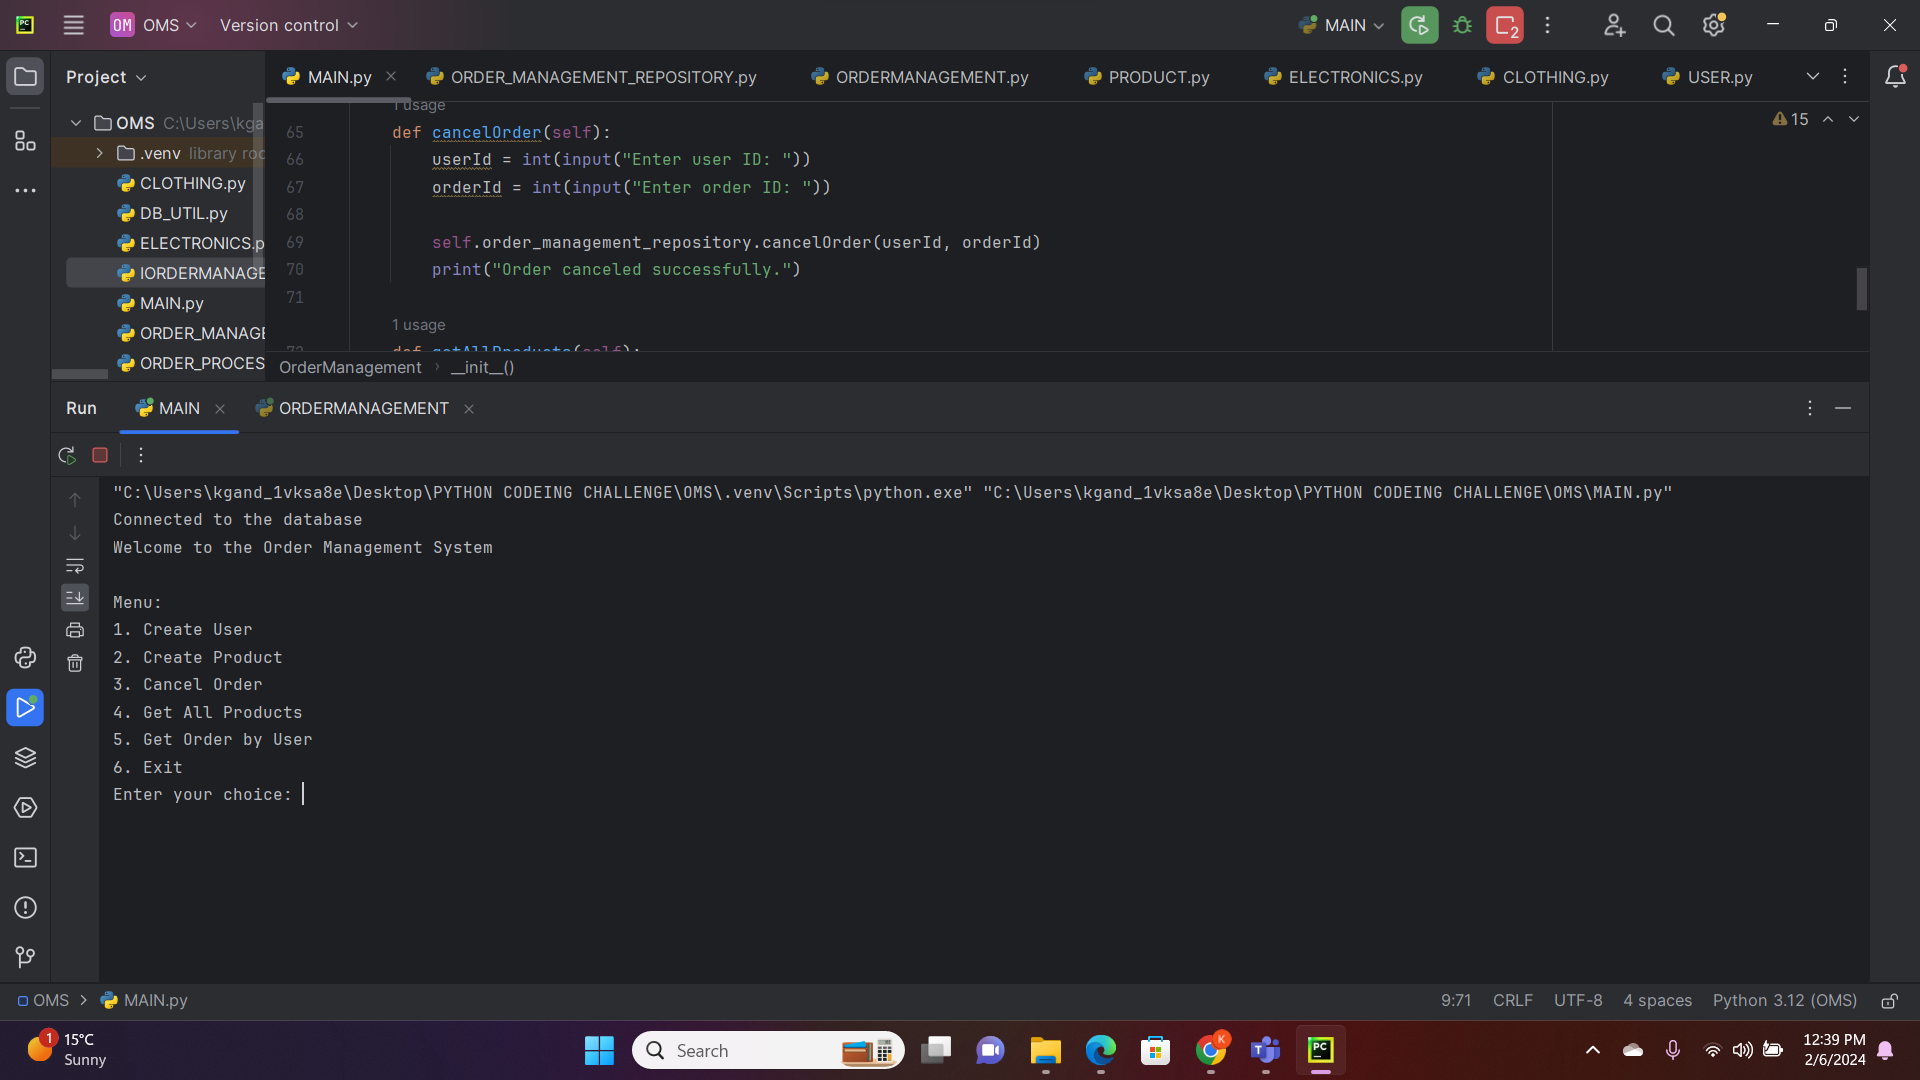 PC OM OMS Version control MAIN 2
Project MAIN.py ORDER_MANAGEMENT_REPOSITORY.py ORDERMANAGEMENT.py PRODUCT.py ELECTRONICS.py CLOTHING.py USER.py
OMS C:\Users\kga
.venv library roo
CLOTHING.py
DB_UTIL.py
ELECTRONICS.p
IORDERMANAGE
MAIN.py
ORDER_MANAGE
ORDER_PROCES
1 usage
15
65 def cancelOrder(self):
66 userId = int(input("Enter user ID: "))
67 orderId = int(input("Enter order ID: "))
68
69 self.order_management_repository.cancelOrder(userId, orderId)
70 print("Order canceled successfully.")
71
1 usage
72 def getAllProducts(self):
OrderManagement › __init__()
Run MAIN ORDERMANAGEMENT
"C:\Users\kgand_1vksa8e\Desktop\PYTHON CODEING CHALLENGE\OMS\.venv\Scripts\python.exe" "C:\Users\kgand_1vksa8e\Desktop\PYTHON CODEING CHALLENGE\OMS\MAIN.py"
Connected to the database
Welcome to the Order Management System
Menu:
1. Create User
2. Create Product
3. Cancel Order
4. Get All Products
5. Get Order by User
6. Exit
Enter your choice:
OMS > MAIN.py 9:71 CRLF UTF-8 4 spaces Python 3.12 (OMS)
1 15°C
Sunny
Search
K
PC
12:39 PM
2/6/2024